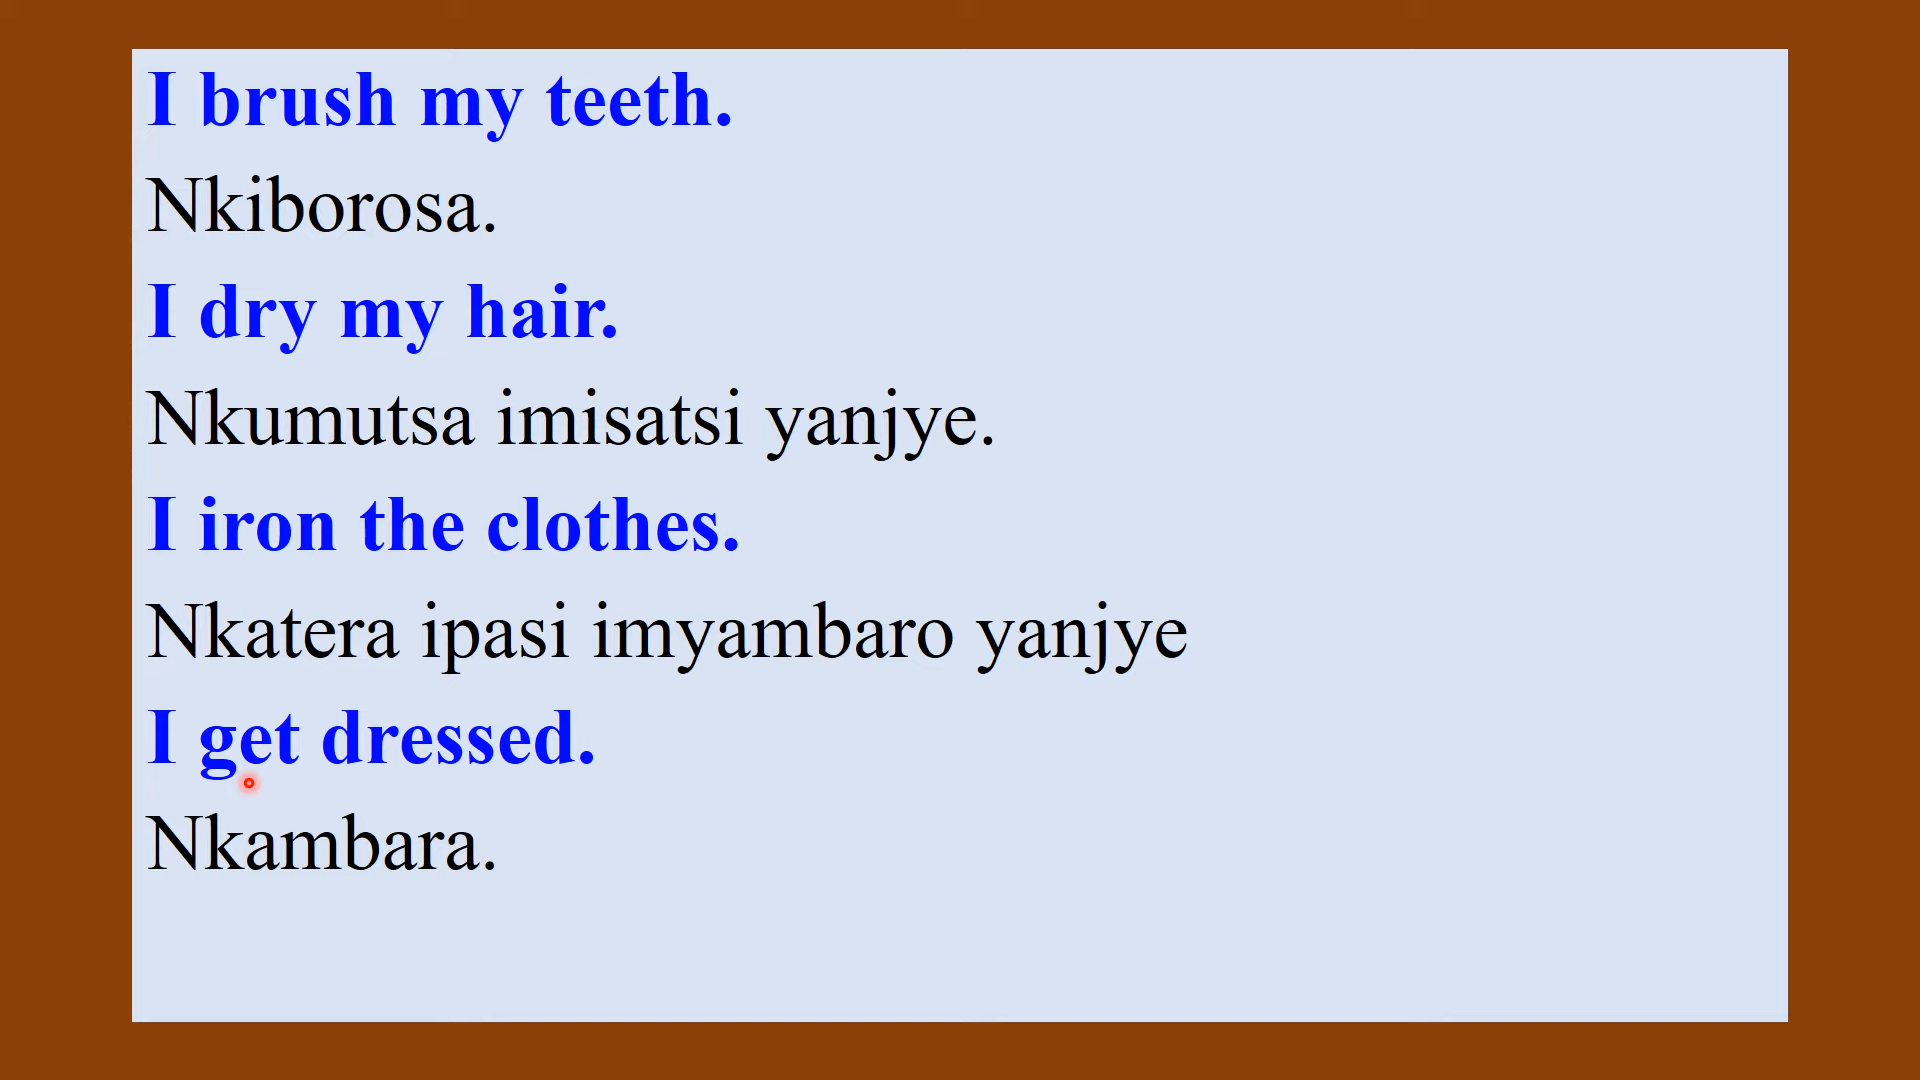 I brush my teeth.
Nkiborosa.
I dry my hair.
Nkumutsa imisatsi yanjye.
I iron the clothes.
Nkatera ipasi imyambaro yanjye
I get dressed.
Nkambara.